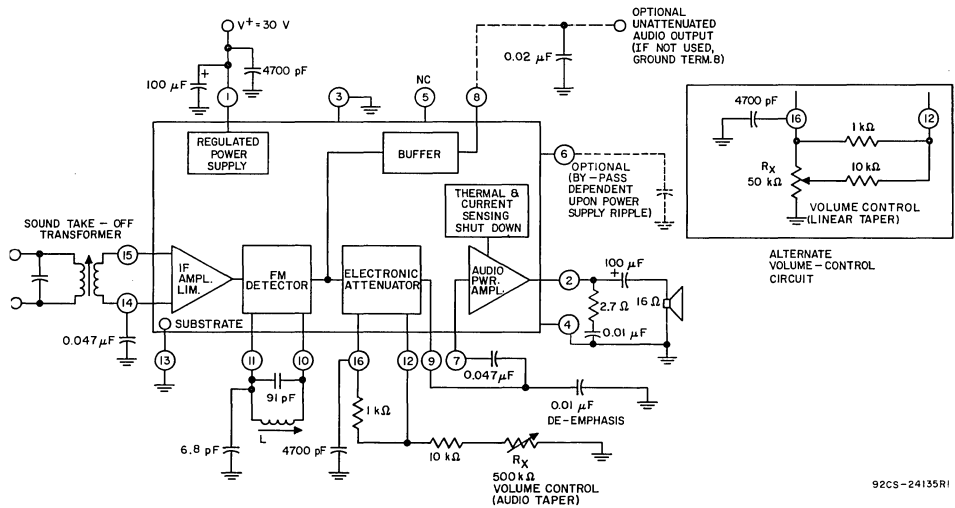 V+ = 30 V
4700 pF
100 µF
+
1
REGULATED
POWER
SUPPLY
3
NC
5
8
0.02 µF
OPTIONAL
UNATTENUATED
AUDIO OUTPUT
(IF NOT USED,
GROUND TERM.8)
BUFFER
6
OPTIONAL
(BY-PASS
DEPENDENT
UPON POWER
SUPPLY RIPPLE)
THERMAL &
CURRENT
SENSING
SHUT DOWN
4700 pF
16
12
1 kΩ
RX
50 kΩ
10 kΩ
VOLUME CONTROL
(LINEAR TAPER)
ALTERNATE
VOLUME-CONTROL
CIRCUIT
SOUND TAKE-OFF
TRANSFORMER
15
14
0.047 µF
IF
AMPL.
LIM.
FM
DETECTOR
ELECTRONIC
ATTENUATOR
AUDIO
PWR.
AMPL.
2
100 µF
+
2.7 Ω
16 Ω
0.01 µF
4
SUBSTRATE
13
11
10
16
12
9
7
0.047 µF
91 pF
L
6.8 pF
4700 pF
1 kΩ
0.01 µF
DE-EMPHASIS
10 kΩ
RX
500 kΩ
VOLUME CONTROL
(AUDIO TAPER)
92CS-24135R1